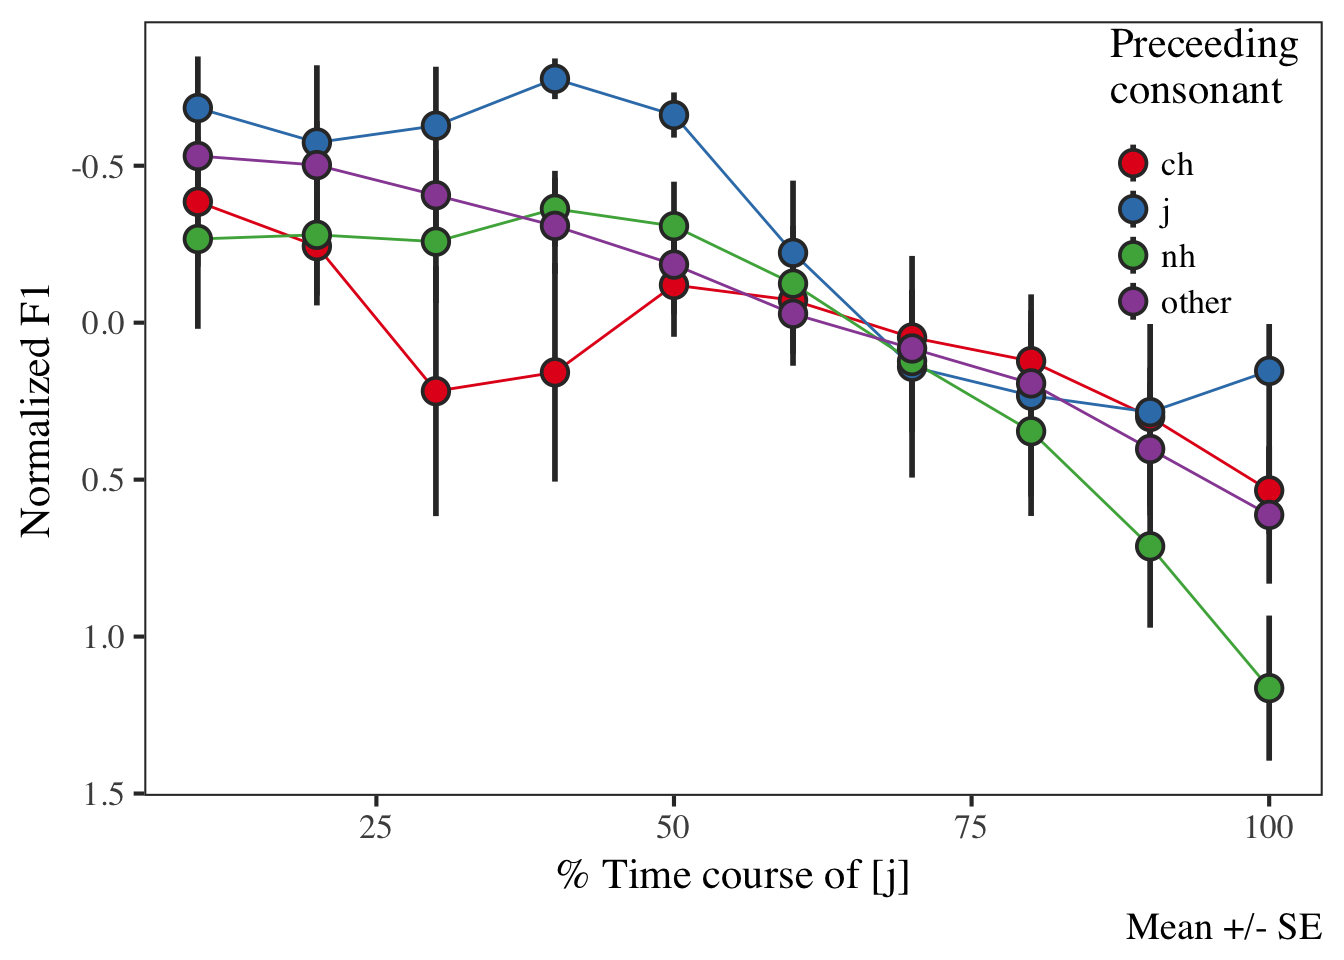 Preceeding
consonant
ch
j
nh
other
Normalized F1
-0.5
0.0
0.5
1.0
1.5
25
50
75
100
% Time course of [j]
Mean +/- SE